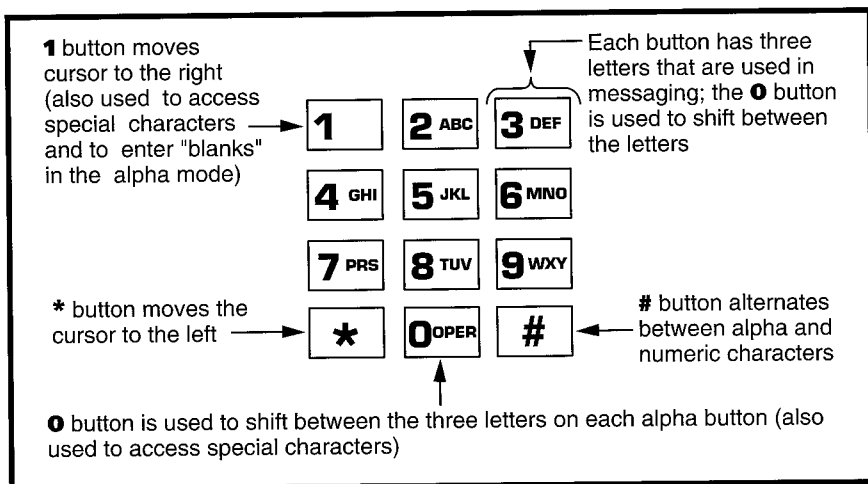 1 button moves
cursor to the right
(also used to access
special characters
and to enter "blanks"
in the alpha mode)
Each button has three
letters that are used in
messaging; the 0 button
is used to shift between
the letters
1 2 ABC 3 DEF
4 GHI 5 JKL 6 MNO
7 PRS 8 TUV 9 WXY
* button moves the
cursor to the left
* 0 OPER #
# button alternates
between alpha and
numeric characters
0 button is used to shift between the three letters on each alpha button (also
used to access special characters)